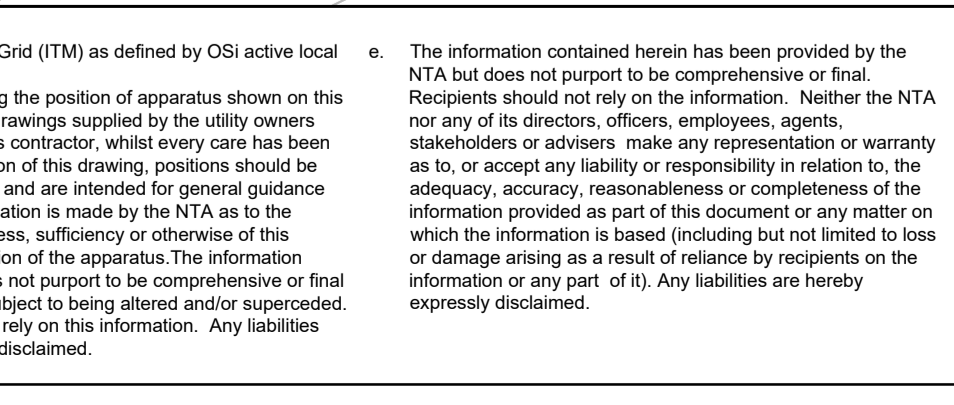 Grid (ITM) as defined by OSi active local
g the position of apparatus shown on this
rawings supplied by the utility owners
s contractor, whilst every care has been
on of this drawing, positions should be
and are intended for general guidance
ation is made by the NTA as to the
ess, sufficiency or otherwise of this
ion of the apparatus.The information
s not purport to be comprehensive or final
bject to being altered and/or superceded.
rely on this information.  Any liabilities
disclaimed.
e. The information contained herein has been provided by the
NTA but does not purport to be comprehensive or final.
Recipients should not rely on the information.  Neither the NTA
nor any of its directors, officers, employees, agents,
stakeholders or advisers  make any representation or warranty
as to, or accept any liability or responsibility in relation to, the
adequacy, accuracy, reasonableness or completeness of the
information provided as part of this document or any matter on
which the information is based (including but not limited to loss
or damage arising as a result of reliance by recipients on the
information or any part  of it). Any liabilities are hereby
expressly disclaimed.